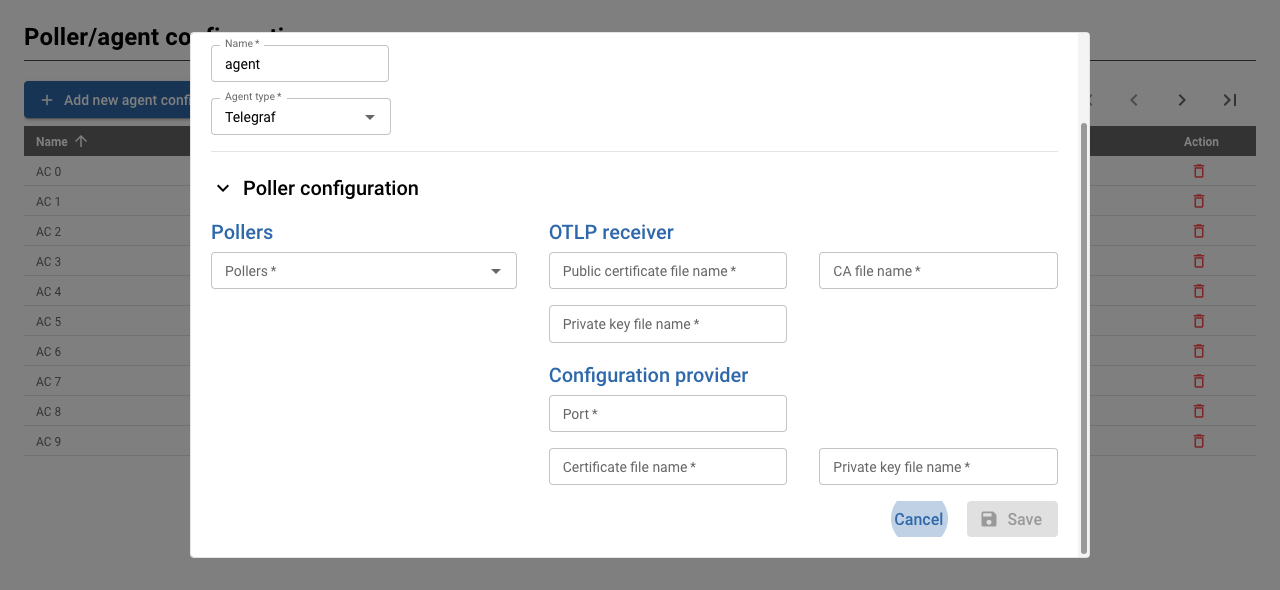 Poller/agent co
Name *
agent
Add new agent confi
Agent type *
Telegraf
Name
Action
AC 0
AC 1
AC 2
AC 3
AC 4
AC 5
AC 6
AC 7
AC 8
AC 9
Poller configuration
Pollers
OTLP receiver
Pollers *
Public certificate file name *
CA file name *
Private key file name *
Configuration provider
Port *
Certificate file name *
Private key file name *
Cancel
Save